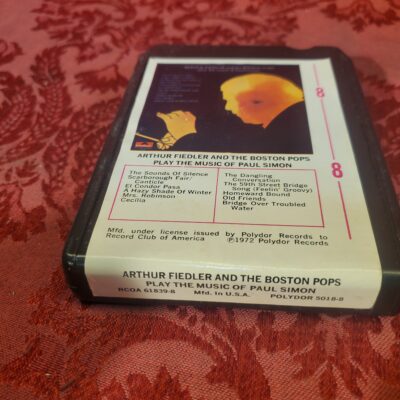 8
8
ARTHUR FIEDLER AND THE BOSTON POPS
PLAY THE MUSIC OF PAUL SIMON
The Sounds Of Silence
Scarborough Fair/
Canticle
El Condor Pasa
A Hazy Shade Of Winter
Mrs. Robinson
Cecilia
The Dangling
Conversation
The 59th Street Bridge
Song (Feelin' Groovy)
Homeward Bound
Old Friends
Bridge Over Troubled
Water
Mfd. under license issued by Polydor Records to
Record Club of America ℗1972 Polydor Records
ARTHUR FIEDLER AND THE BOSTON POPS
PLAY THE MUSIC OF PAUL SIMON
RCOA 61839-8 Mfd. In U.S.A. POLYDOR 5018-8